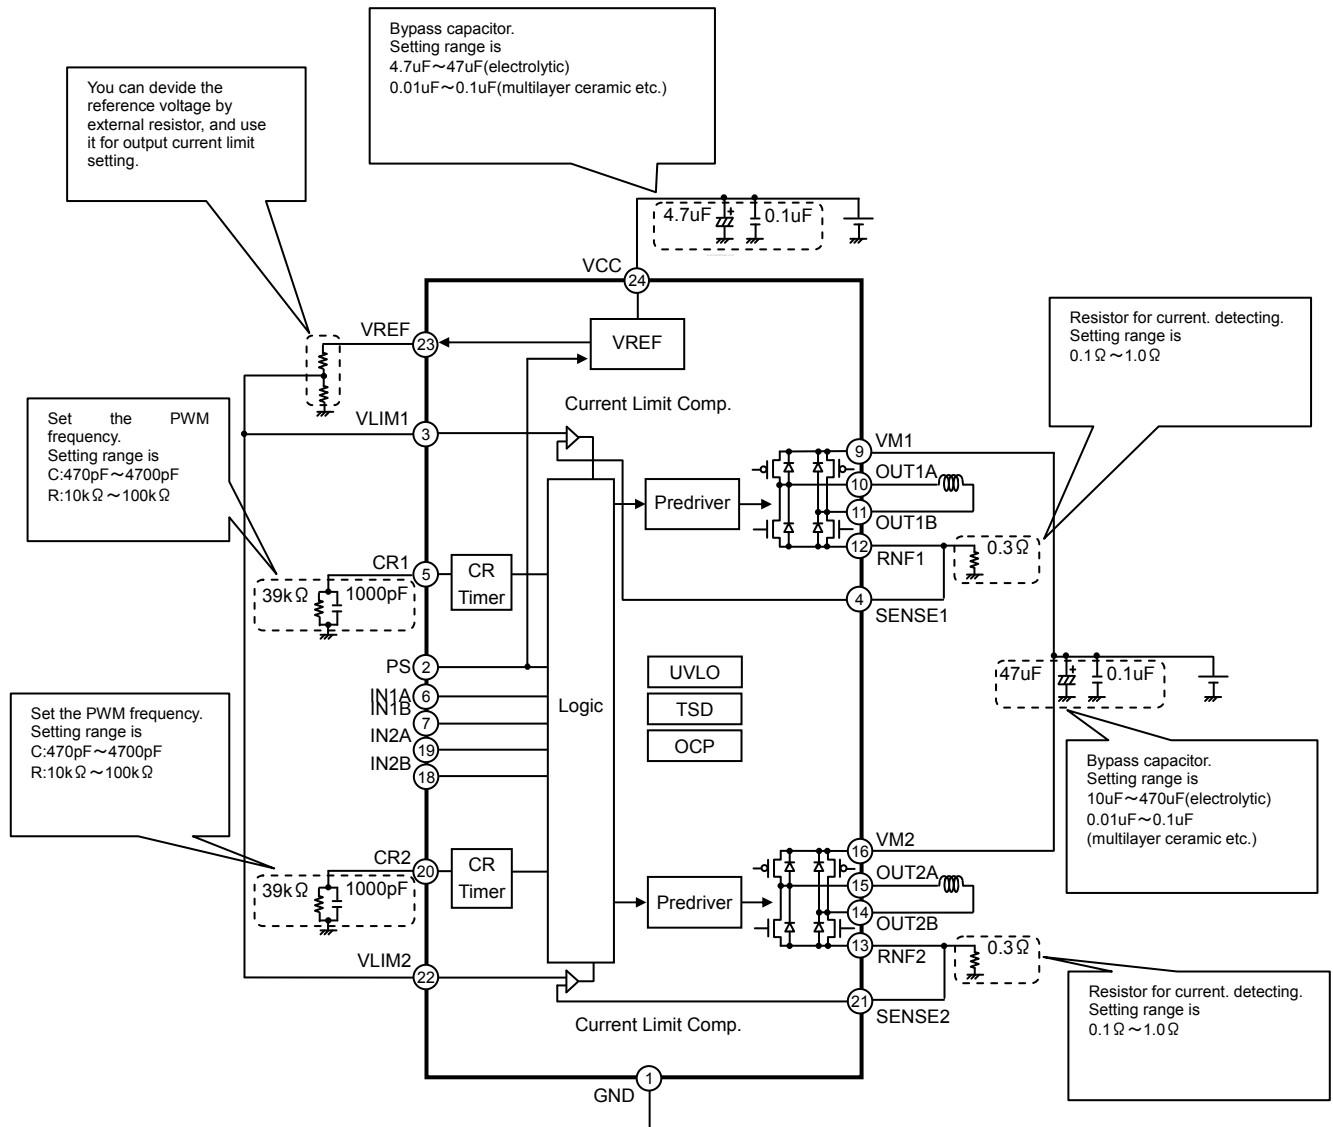 Bypass capacitor.
Setting range is
4.7uF～47uF(electrolytic)
0.01uF～0.1uF(multilayer ceramic etc.)
You can devide the
reference voltage by
external resistor, and use
it for output current limit
setting.
4.7uF
+
0.1uF
VCC
24
VREF
23
VREF
Resistor for current. detecting.
Setting range is
0.1Ω～1.0Ω
Current Limit Comp.
Set the PWM
frequency.
Setting range is
C:470pF～4700pF
R:10kΩ～100kΩ
VLIM1
3
9
VM1
OUT1A
10
Predriver
11
OUT1B
12
RNF1
0.3Ω
CR1
5
CR
Timer
39kΩ
1000pF
4
SENSE1
PS
2
IN1A
6
IN1B
7
IN2A
19
IN2B
18
Logic
UVLO
TSD
OCP
47uF
+
0.1uF
Set the PWM frequency.
Setting range is
C:470pF～4700pF
R:10kΩ～100kΩ
Bypass capacitor.
Setting range is
10uF～470uF(electrolytic)
0.01uF～0.1uF
(multilayer ceramic etc.)
CR2
20
CR
Timer
39kΩ
1000pF
16
VM2
OUT2A
15
Predriver
14
OUT2B
13
RNF2
0.3Ω
VLIM2
22
21
SENSE2
Current Limit Comp.
Resistor for current. detecting.
Setting range is
0.1Ω～1.0Ω
1
GND